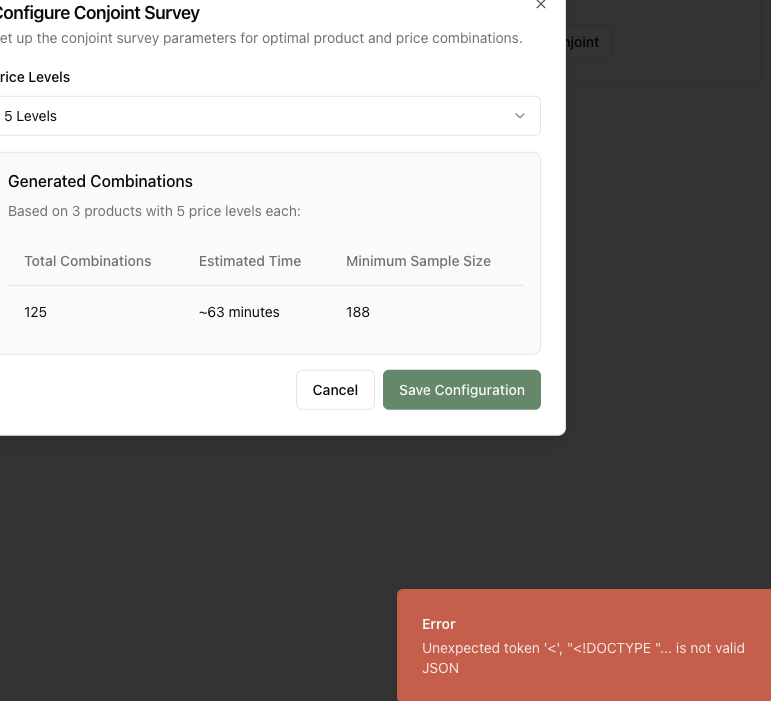 onfigure Conjoint Survey
et up the conjoint survey parameters for optimal product and price combinations.
njoint
rice Levels
5 Levels
Generated Combinations
Based on 3 products with 5 price levels each:
Total Combinations Estimated Time Minimum Sample Size
125 ~63 minutes 188
Cancel Save Configuration
Error
Unexpected token '<', "<!DOCTYPE "... is not valid
JSON